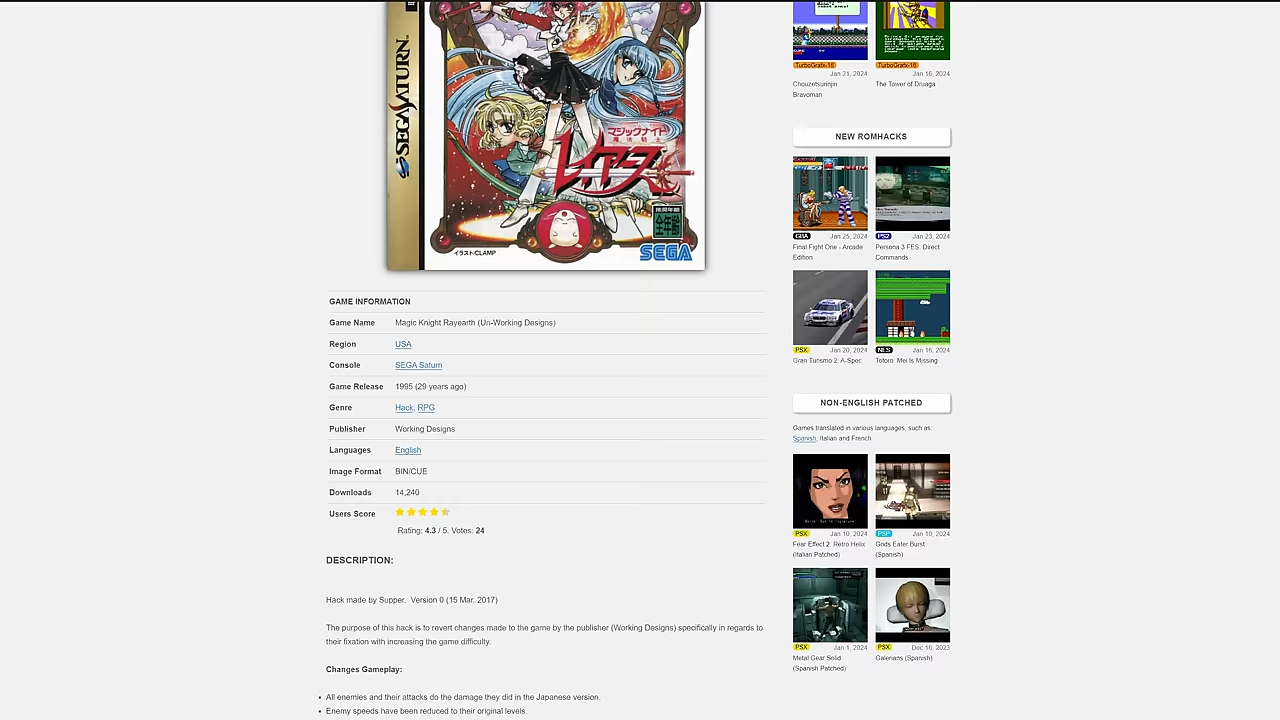 SEGA SATURN
マジックナイト
魔法騎士
レイアース
イラスト:CLAMP
SEGA
GAME INFORMATION
Game Name Magic Knight Rayearth (Un-Working Designs)
Region USA
Console SEGA Saturn
Game Release 1995 (29 years ago)
Genre Hack, RPG
Publisher Working Designs
Languages English
Image Format BIN/CUE
Downloads 14,240
Users Score
Rating: 4.3 / 5. Votes: 24
DESCRIPTION:
Hack made by Supper. Version 0 (15 Mar, 2017)
The purpose of this hack is to revert changes made to the game by the publisher (Working Designs) specifically in regards to
their fixation with increasing the game difficulty.
Changes Gameplay:
• All enemies and their attacks do the damage they did in the Japanese version.
• Enemy speeds have been reduced to their original levels.
TurboGrafx-16 TurboGrafx-16
Jan 21, 2024 Jan 16, 2024
Chouzetsurinjin The Tower of Druaga
Bravoman
NEW ROMHACKS
GBA PS2
Jan 25, 2024 Jan 23, 2024
Final Fight One - Arcade Persona 3 FES: Direct
Edition Commands
PSX Jan 20, 2024 NES Jan 16, 2024
Gran Turismo 2: A-Spec Totoro: Mei Is Missing
NON-ENGLISH PATCHED
Games translated in various languages, such as:
Spanish, Italian and French
PSX Jan 10, 2024 PSP Jan 10, 2024
Fear Effect 2: Retro Helix Gods Eater Burst
(Italian Patched) (Spanish)
PSX Jan 1, 2024 PSX Dec 16, 2023
Metal Gear Solid Galerians (Spanish)
(Spanish Patched)